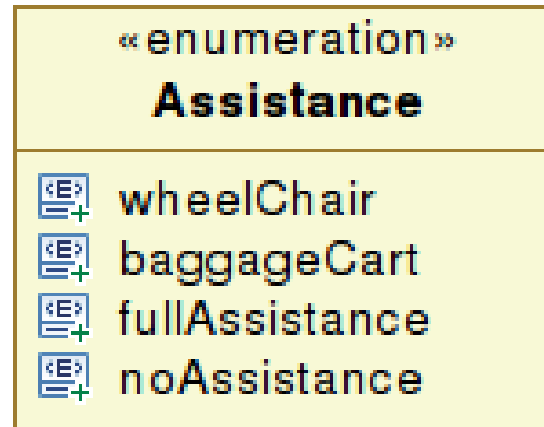 «enumeration»
Assistance
<E> wheelChair
<E> baggageCart
<E> fullAssistance
<E> noAssistance